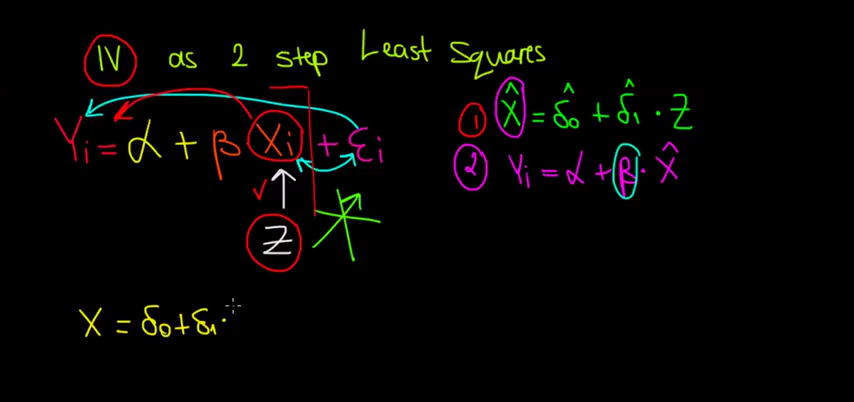 IV as 2 step Least Squares
Yᵢ = α + β Xᵢ + εᵢ
Z
① X̂ = δ̂₀ + δ̂₁ · Z
② Yᵢ = α + β · X̂
X = δ₀ + δ₁ ·